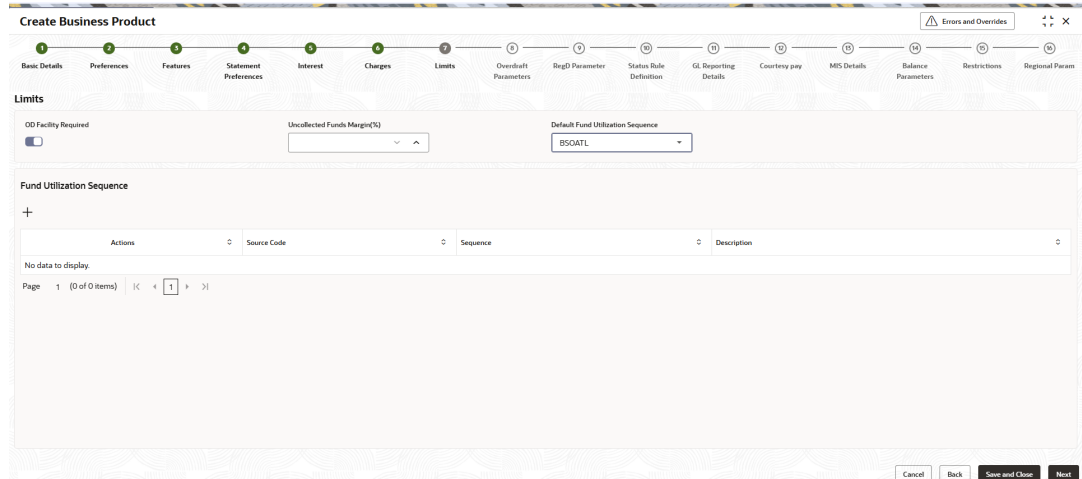 Create Business Product
Errors and Overrides
1 2 3 4 5 6 7 8 9 10 11 12 13 14 15 16
Basic Details Preferences Features Statement Interest Charges Limits Overdraft RegD Parameter Status Rule GL Reporting Courtesy pay MIS Details Balance Restrictions Regional Param
Preferences Parameters Definition Details Parameters
Limits
OD Facility Required Uncollected Funds Margin(%) Default Fund Utilization Sequence
BSOATL
Fund Utilization Sequence
Actions Source Code Sequence Description
No data to display.
Page 1 (0 of 0 items) 1
Cancel Back Save and Close Next